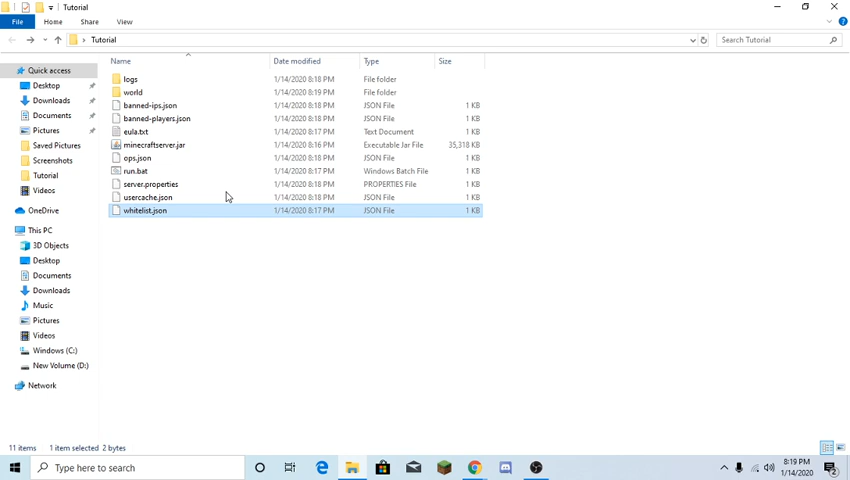 Tutorial
File Home Share View
Tutorial Search Tutorial
Name Date modified Type Size
Quick access
Desktop
Downloads
Documents
Pictures
Saved Pictures
Screenshots
Tutorial
Videos
OneDrive
This PC
3D Objects
Desktop
Documents
Downloads
Music
Pictures
Videos
Windows (C:)
New Volume (D:)
Network
logs 1/14/2020 8:18 PM File folder
world 1/14/2020 8:19 PM File folder
banned-ips.json 1/14/2020 8:18 PM JSON File 1 KB
banned-players.json 1/14/2020 8:18 PM JSON File 1 KB
eula.txt 1/14/2020 8:17 PM Text Document 1 KB
minecraftserver.jar 1/14/2020 8:16 PM Executable Jar File 35,318 KB
ops.json 1/14/2020 8:18 PM JSON File 1 KB
run.bat 1/14/2020 8:17 PM Windows Batch File 1 KB
server.properties 1/14/2020 8:18 PM PROPERTIES File 1 KB
usercache.json 1/14/2020 8:18 PM JSON File 1 KB
whitelist.json 1/14/2020 8:17 PM JSON File 1 KB
11 items 1 item selected 2 bytes
Type here to search
8:19 PM
1/14/2020
2